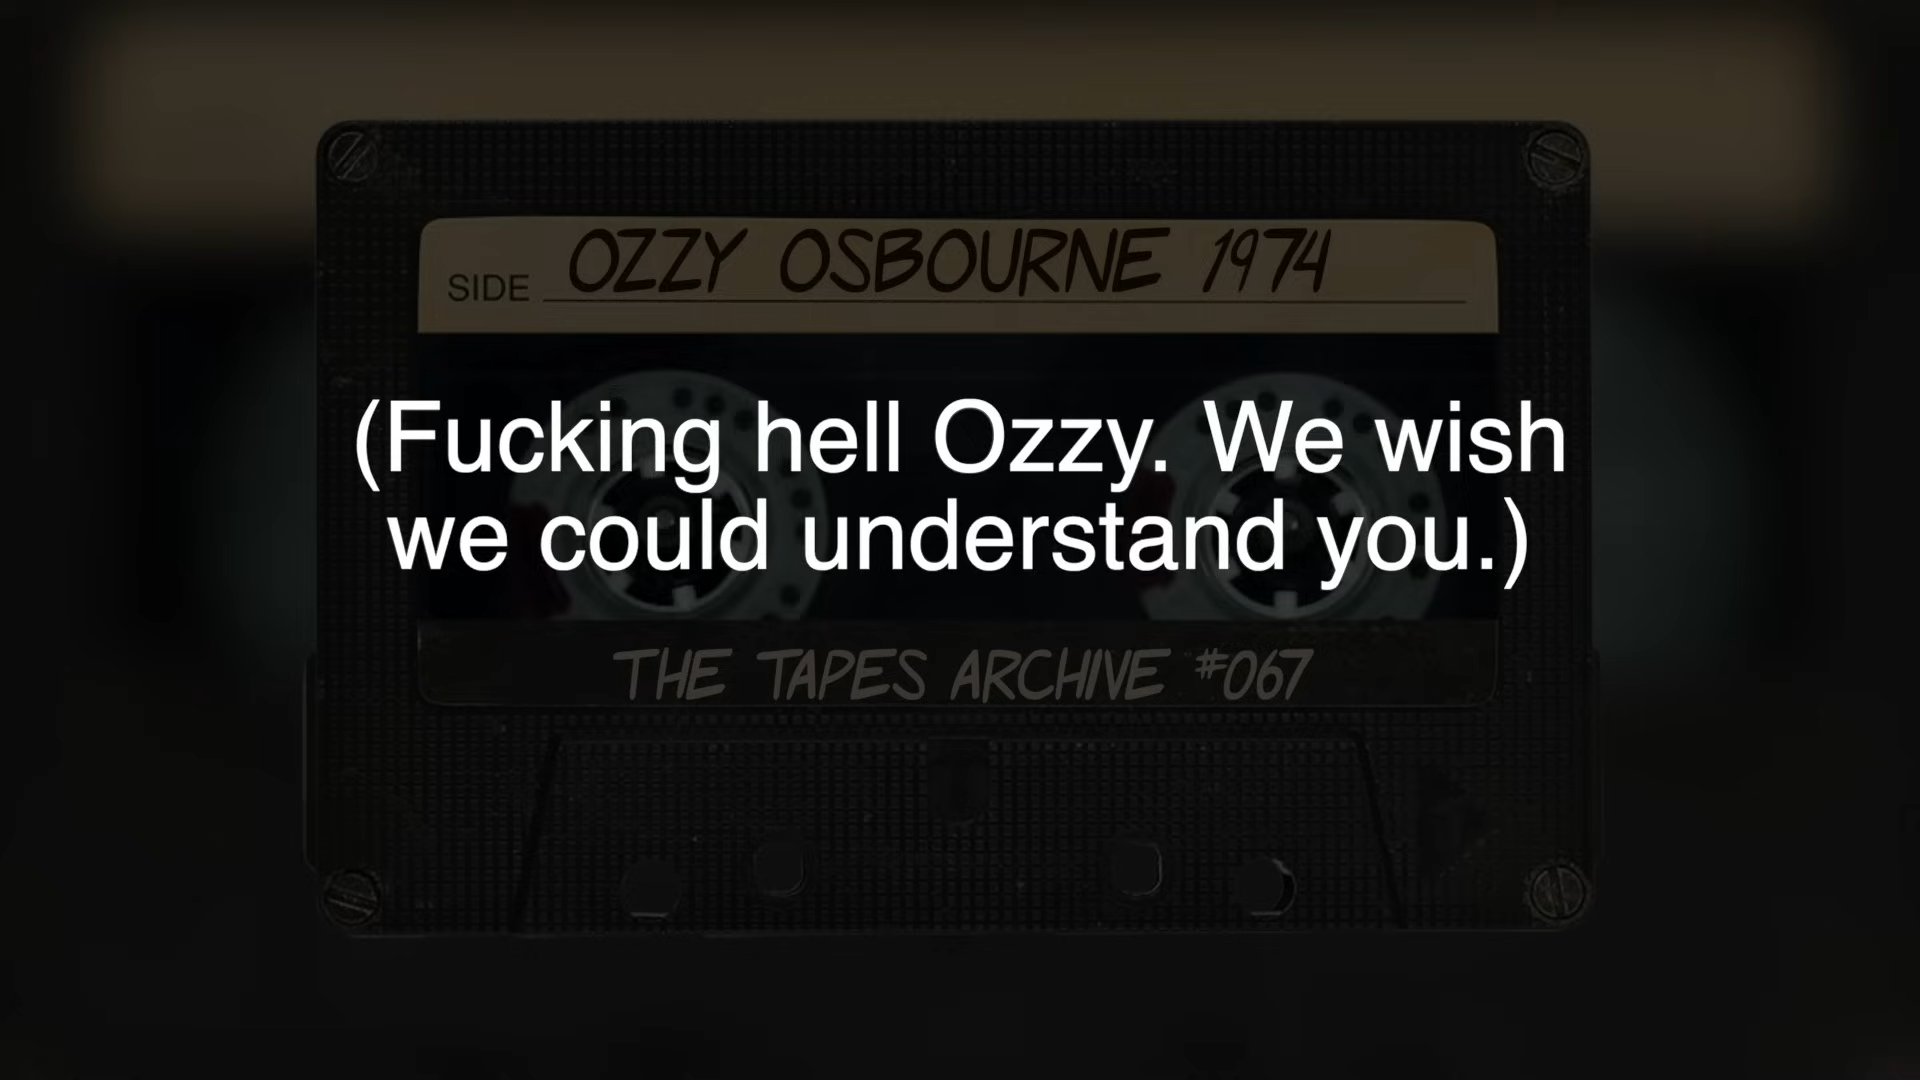 SIDE OZZY OSBOURNE 1974
(Fucking hell Ozzy. We wish
we could understand you.)
THE TAPES ARCHIVE #067